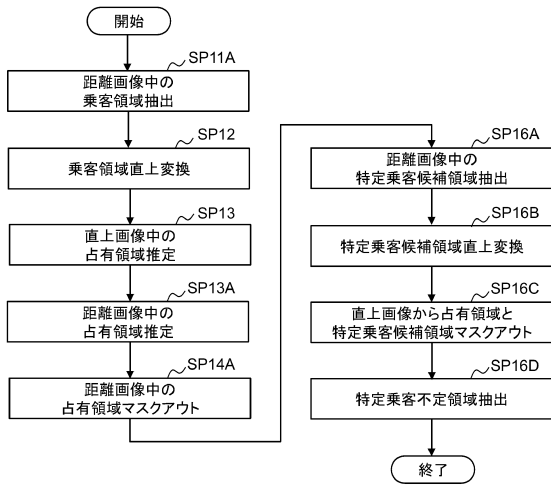 開始
SP11A
距離画像中の
乗客領域抽出
SP12
乗客領域直上変換
SP13
直上画像中の
占有領域推定
SP13A
距離画像中の
占有領域推定
SP14A
距離画像中の
占有領域マスクアウト
SP16A
距離画像中の
特定乗客候補領域抽出
SP16B
特定乗客候補領域直上変換
SP16C
直上画像から占有領域と
特定乗客候補領域マスクアウト
SP16D
特定乗客不定領域抽出
終了